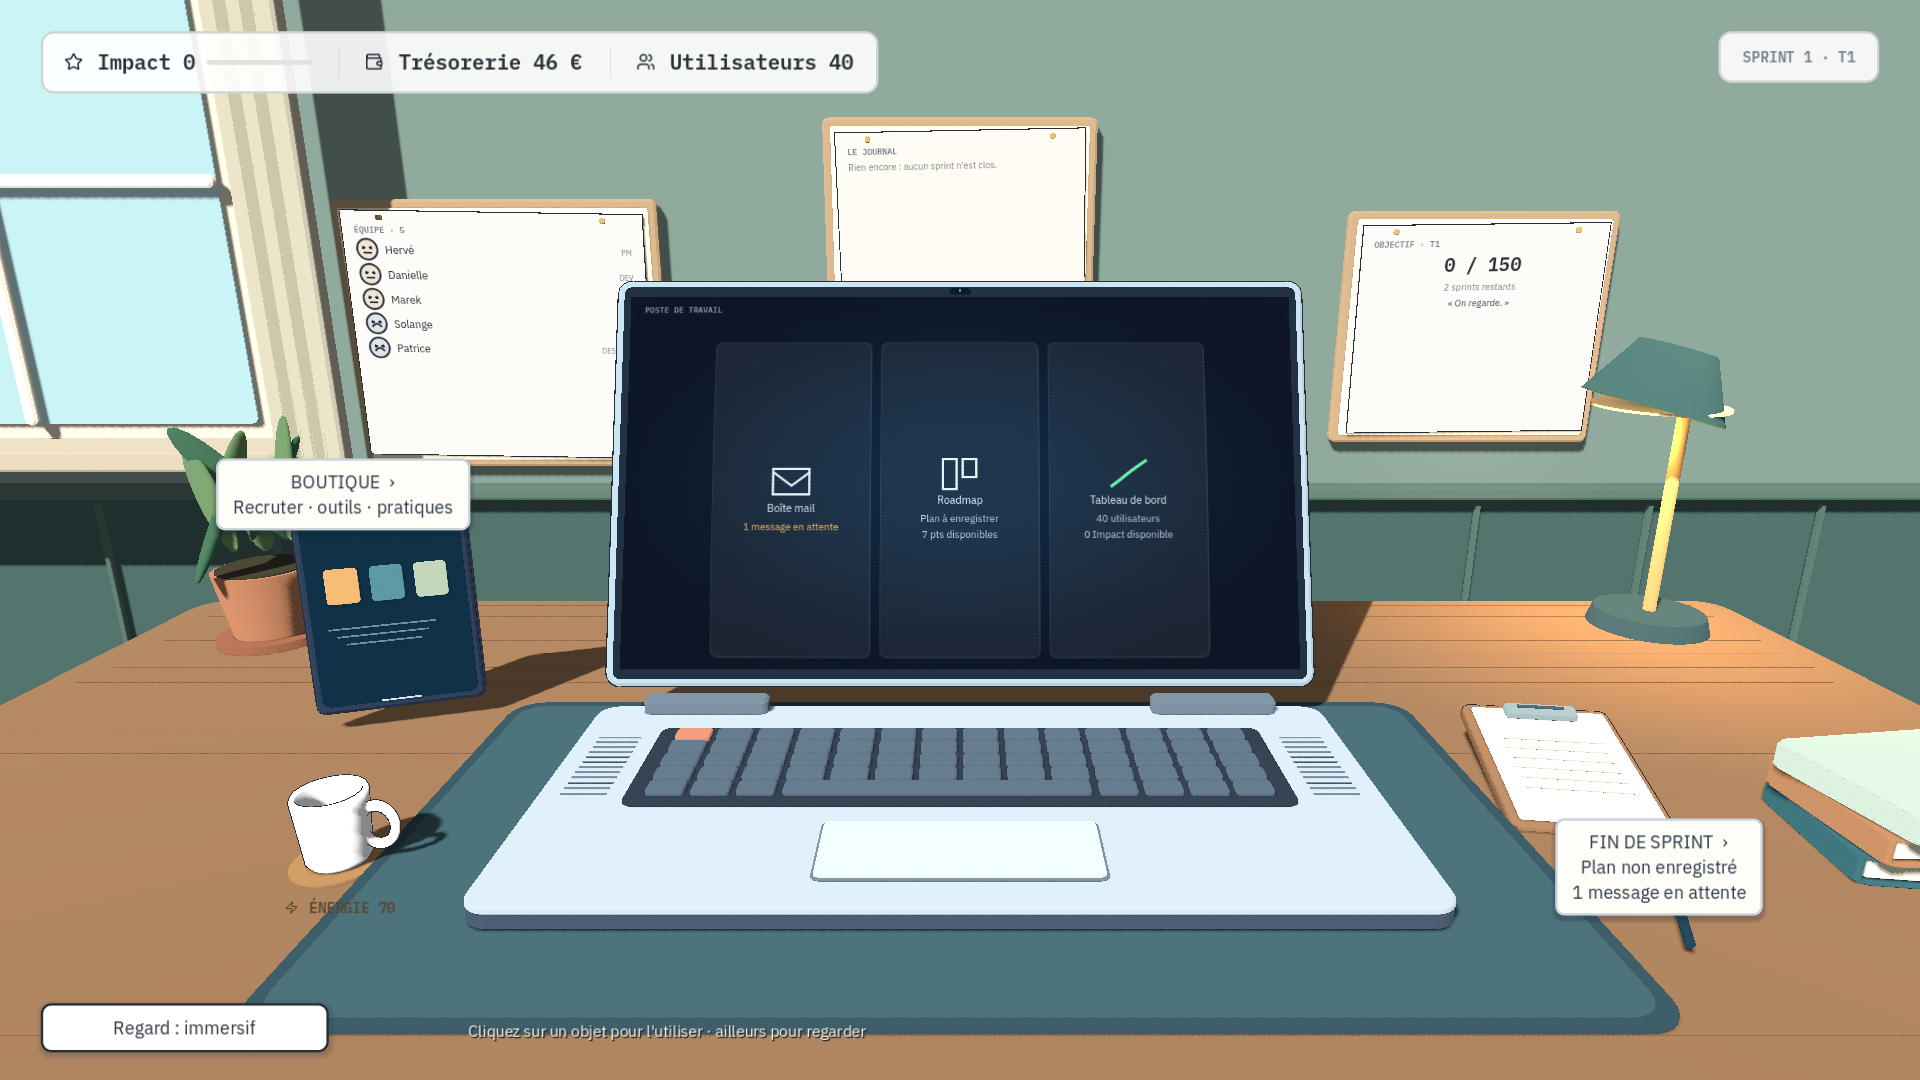 Impact 0
Trésorerie 46 €
Utilisateurs 40
SPRINT 1 · T1
LE JOURNAL
Rien encore : aucun sprint n'est clos.
ÉQUIPE · 5
Hervé
PM
Danielle
DEV
Marek
Solange
Patrice
DES
OBJECTIF · T1
0 / 150
2 sprints restants
« On regarde. »
POSTE DE TRAVAIL
Boîte mail
1 message en attente
Roadmap
Plan à enregistrer
7 pts disponibles
Tableau de bord
40 utilisateurs
0 Impact disponible
BOUTIQUE ›
Recruter · outils · pratiques
FIN DE SPRINT ›
Plan non enregistré
1 message en attente
ÉNERGIE 70
Regard : immersif
Cliquez sur un objet pour l'utiliser · ailleurs pour regarder